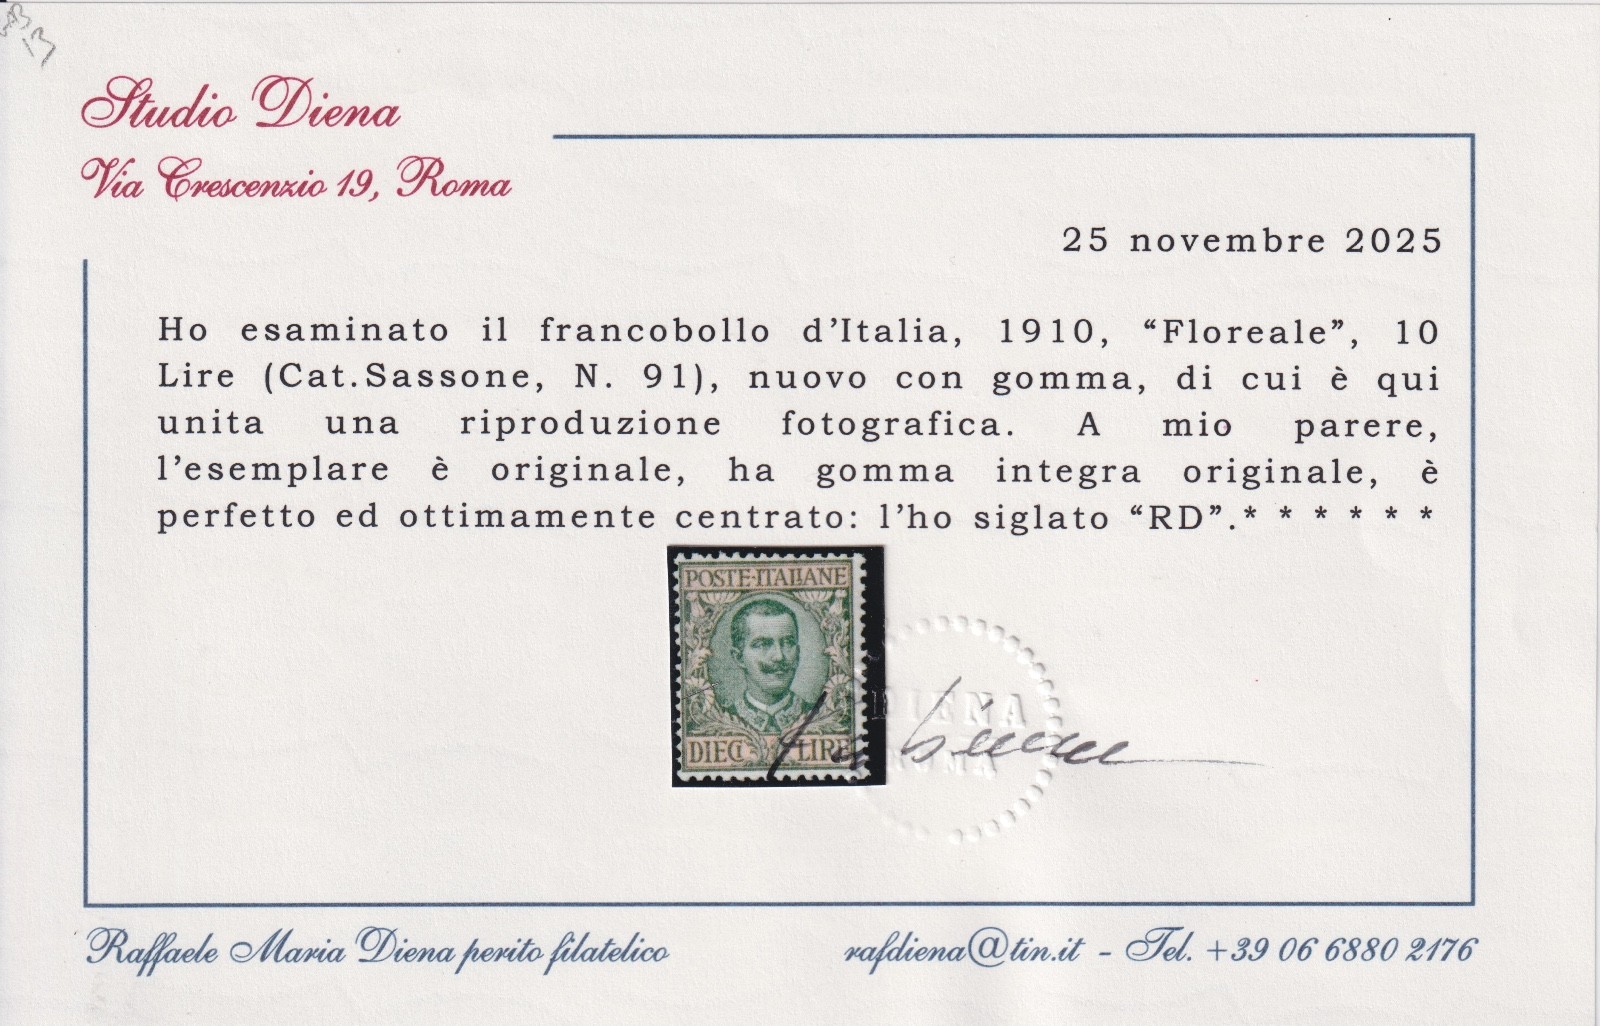 Studio Diena
Via Crescenzio 19, Roma
25 novembre 2025
Ho esaminato il francobollo d'Italia, 1910, “Floreale”, 10
Lire (Cat.Sassone, N. 91), nuovo con gomma, di cui è qui
unita una riproduzione fotografica. A mio parere,
l'esemplare è originale, ha gomma integra originale, è
perfetto ed ottimamente centrato: l'ho siglato “RD”.* * * * * *
POSTE·ITALIANE
DIECI LIRE
DIENA
ROMA
Raffaele Maria Diena perito filatelico
rafdiena@tin.it - Tel. +39 06 6880 2176